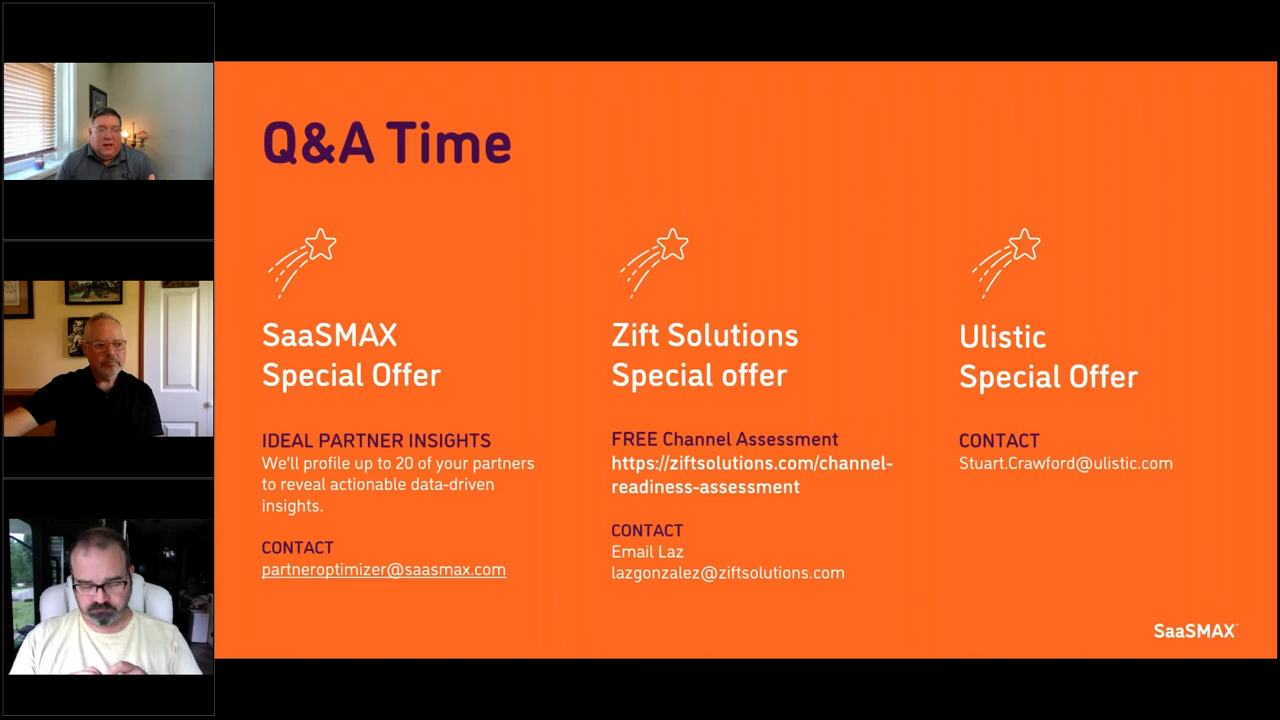 Q&A Time
SaaSMAX
Special Offer
IDEAL PARTNER INSIGHTS
We'll profile up to 20 of your partners
to reveal actionable data-driven
insights.
CONTACT
partneroptimizer@saasmax.com
Zift Solutions
Special offer
FREE Channel Assessment
https://ziftsolutions.com/channel-
readiness-assessment
CONTACT
Email Laz
lazgonzalez@ziftsolutions.com
Ulistic
Special Offer
CONTACT
Stuart.Crawford@ulistic.com
SaaSMAX